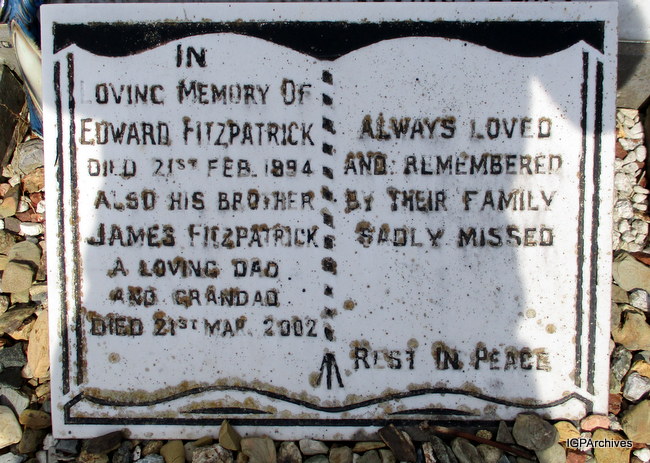 IN
LOVING MEMORY OF
EDWARD FITZPATRICK
DIED 21ST FEB. 1994
ALSO HIS BROTHER
JAMES FITZPATRICK
A LOVING DAD
AND GRANDAD
DIED 21ST MAR. 2002
ALWAYS LOVED
AND REMEMBERED
BY THEIR FAMILY
SADLY MISSED
REST IN PEACE
IGPArchives